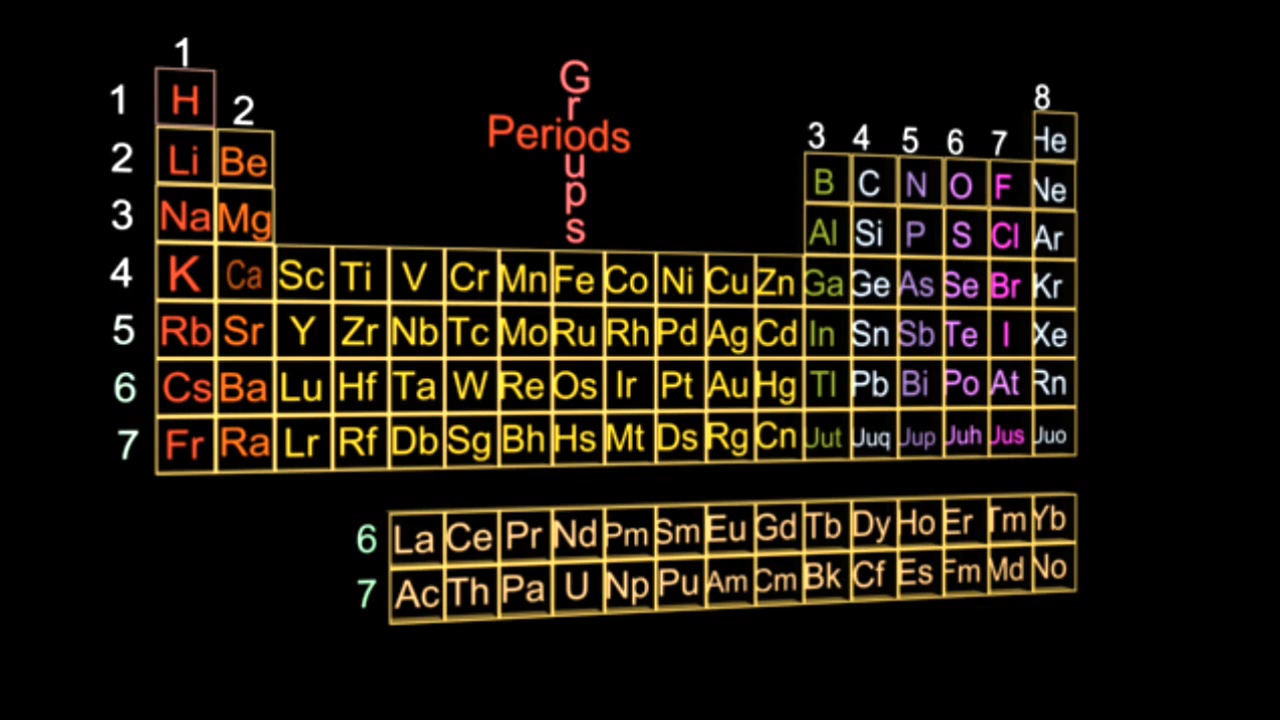 1
G
1 H 2 r 8
Periods 3 4 5 6 7 He
2 Li Be u B C N O F Ne
p
3 Na Mg s Al Si P S Cl Ar
4 K Ca Sc Ti V Cr Mn Fe Co Ni Cu Zn Ga Ge As Se Br Kr
5 Rb Sr Y Zr Nb Tc Mo Ru Rh Pd Ag Cd In Sn Sb Te I Xe
6 Cs Ba Lu Hf Ta W Re Os Ir Pt Au Hg Tl Pb Bi Po At Rn
7 Fr Ra Lr Rf Db Sg Bh Hs Mt Ds Rg Cn Uut Uuq Uup Uuh Uus Uuo
6 La Ce Pr Nd Pm Sm Eu Gd Tb Dy Ho Er Tm Yb
7 Ac Th Pa U Np Pu Am Cm Bk Cf Es Fm Md No